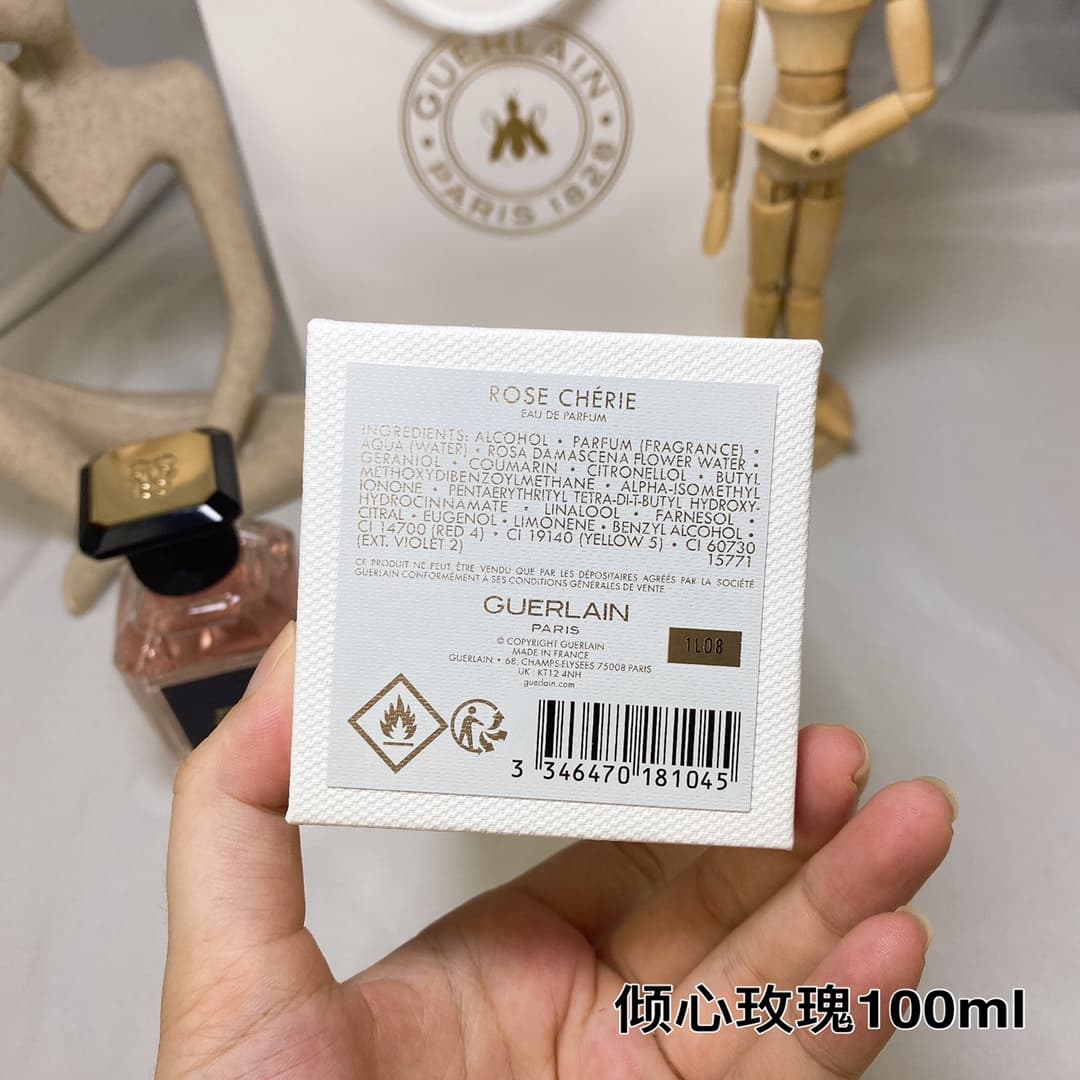 GUERLAIN
PARIS 1828
ROSE CHÉRIE
EAU DE PARFUM
INGREDIENTS: ALCOHOL • PARFUM (FRAGRANCE) •
AQUA (WATER) • ROSA DAMASCENA FLOWER WATER •
GERANIOL • COUMARIN • CITRONELLOL • BUTYL
METHOXYDIBENZOYLMETHANE • ALPHA-ISOMETHYL
IONONE • PENTAERYTHRITYL TETRA-DI-T-BUTYL HYDROXY-
HYDROCINNAMATE • LINALOOL • FARNESOL •
CITRAL • EUGENOL • LIMONENE • BENZYL ALCOHOL •
CI 14700 (RED 4) • CI 19140 (YELLOW 5) • CI 60730
(EXT. VIOLET 2) 15771
CE PRODUIT NE PEUT ÊTRE VENDU QUE PAR LES DÉPOSITAIRES AGRÉÉS PAR LA SOCIÉTÉ
GUERLAIN CONFORMÉMENT À SES CONDITIONS GÉNÉRALES DE VENTE
GUERLAIN
PARIS
© COPYRIGHT GUERLAIN
MADE IN FRANCE
GUERLAIN • 68, CHAMPS-ELYSEES 75008 PARIS
UK : KT12 4NH
guerlain.com
1L08
3 346470 181045
倾心玫瑰100ml